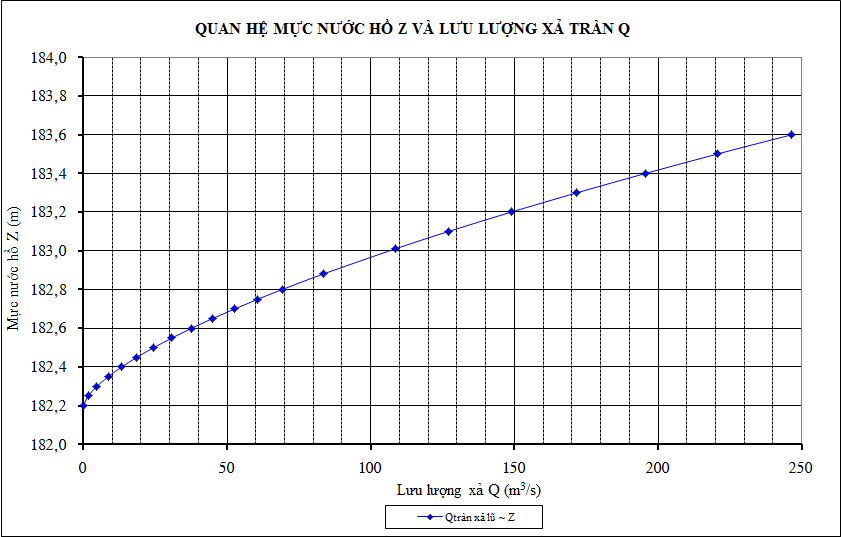 QUAN HỆ MỰC NƯỚC HỒ Z VÀ LƯU LƯỢNG XẢ TRÀN Q
184,0
183,8
183,6
183,4
183,2
183,0
182,8
182,6
182,4
182,2
182,0
Mực nước hồ Z (m)
0 50 100 150 200 250
Lưu lượng xả Q (m³/s)
Qtràn xả lũ ~ Z